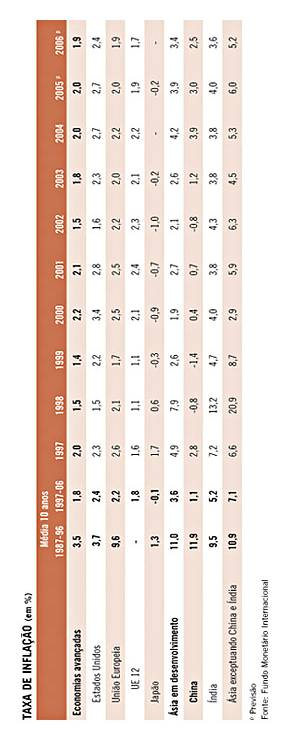 TAXA DE INFLAÇÃO (em %)
Média 10 anos
1987-96 1997-06 1997 1998 1999 2000 2001 2002 2003 2004 2005 ᴾ 2006 ᴾ
Economias avançadas 3,5 1,8 2,0 1,5 1,4 2,2 2,1 1,5 1,8 2,0 2,0 1,9
Estados Unidos 3,7 2,4 2,3 1,5 2,2 3,4 2,8 1,6 2,3 2,7 2,7 2,4
União Europeia 9,6 2,2 2,6 2,1 1,7 2,5 2,5 2,2 2,0 2,2 2,0 1,9
UE 12 - 1,8 1,6 1,1 1,1 2,1 2,4 2,3 2,1 2,2 1,9 1,7
Japão 1,3 -0,1 1,7 0,6 -0,3 -0,9 -0,7 -1,0 -0,2 - -0,2 -
Ásia em desenvolvimento 11,0 3,6 4,9 7,9 2,6 1,9 2,7 2,1 2,6 4,2 3,9 3,4
China 11,9 1,1 2,8 -0,8 -1,4 0,4 0,7 -0,8 1,2 3,9 3,0 2,5
Índia 9,5 5,2 7,2 13,2 4,7 4,0 3,8 4,3 3,8 3,8 4,0 3,6
Ásia exceptuando China e Índia 10,9 7,1 6,6 20,9 8,7 2,9 5,9 6,3 4,5 5,3 6,0 5,2
ᴾ Previsão
Fonte: Fundo Monetário Internacional